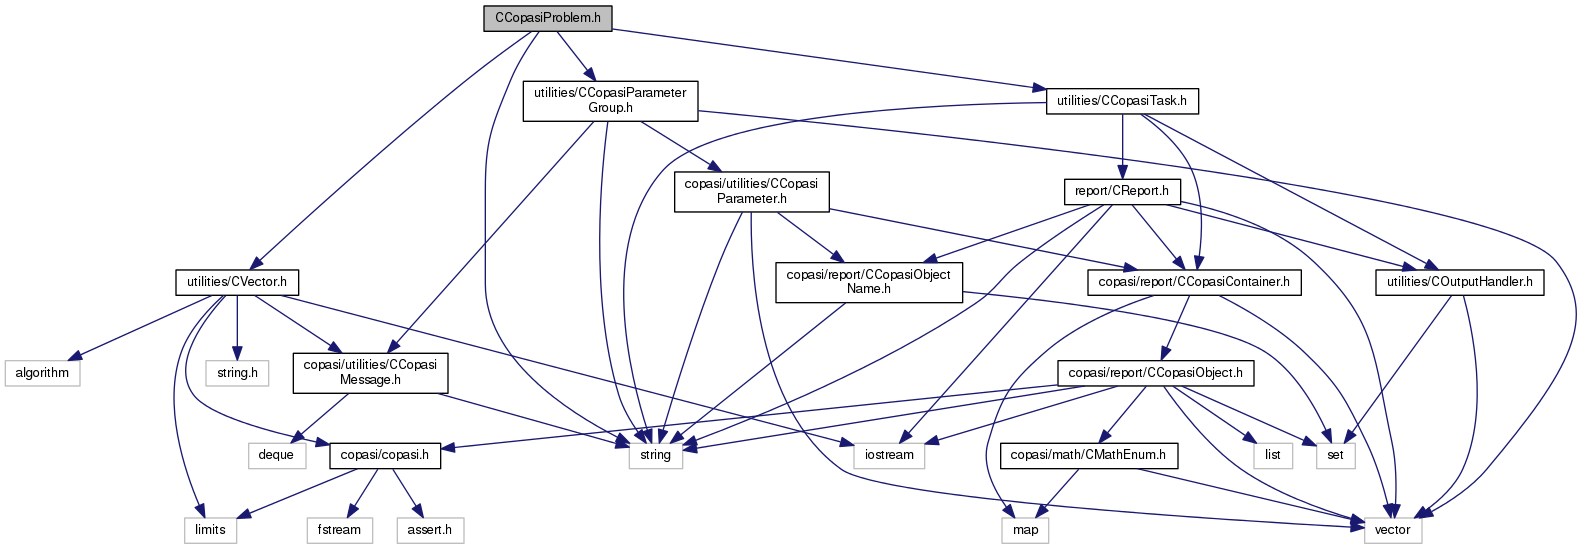 CCopasiProblem.h
utilities/CCopasiParameter
Group.h
utilities/CCopasiTask.h
copasi/utilities/CCopasi
Parameter.h
report/CReport.h
utilities/CVector.h
copasi/report/CCopasiObject
Name.h
copasi/report/CCopasiContainer.h
utilities/COutputHandler.h
algorithm
string.h
copasi/utilities/CCopasi
Message.h
copasi/report/CCopasiObject.h
deque
copasi/copasi.h
string
iostream
copasi/math/CMathEnum.h
list
set
limits
fstream
assert.h
map
vector